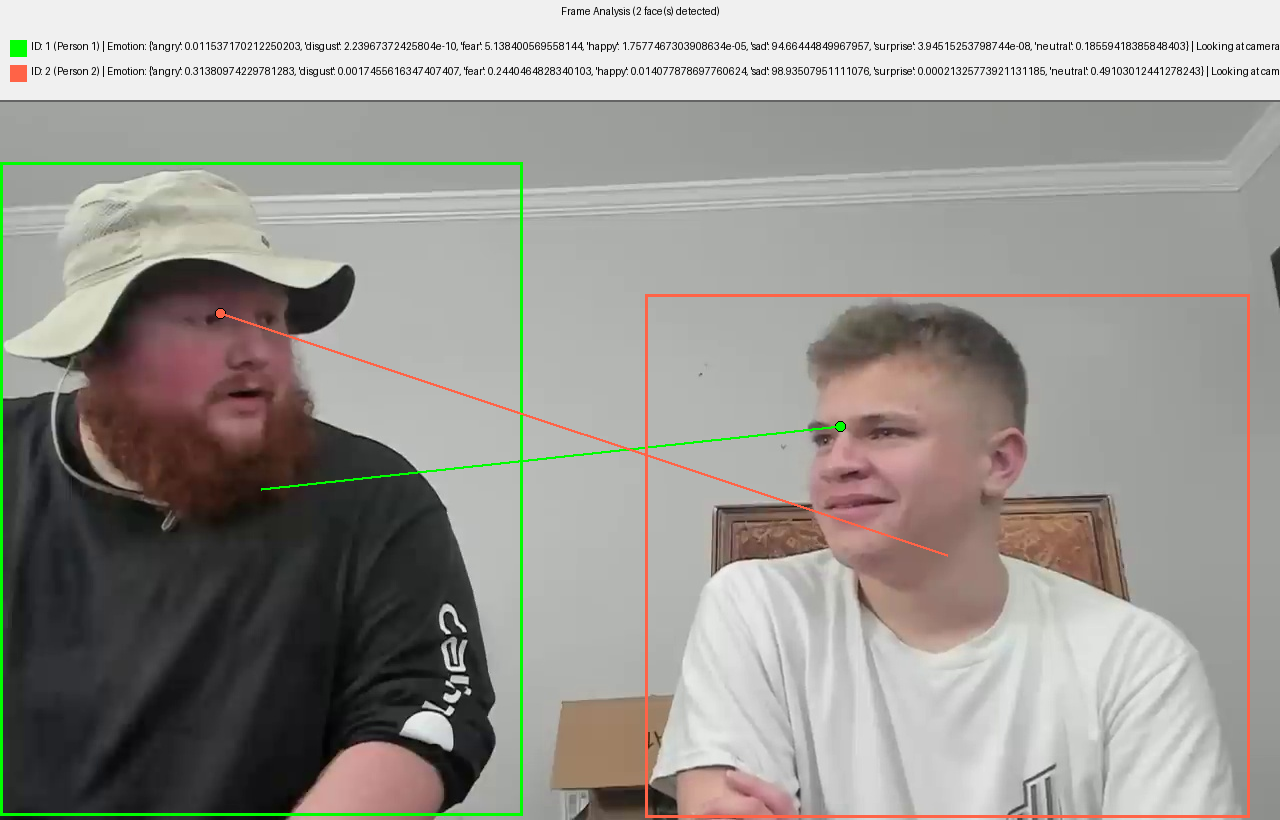 Frame Analysis (2 face(s) detected)
ID: 1 (Person 1) | Emotion: {'angry': 0.011537170212250203, 'disgust': 2.23967372425804e-10, 'fear': 5.138400569558144, 'happy': 1.7577467303908634e-05, 'sad': 94.66444849967957, 'surprise': 3.945152537987440e-08, 'neutral': 0.18559418385848403} | Looking at camera
ID: 2 (Person 2) | Emotion: {'angry': 0.31380974229781283, 'disgust': 0.0017455616347407407, 'fear': 0.2440464828340103, 'happy': 0.014077878697760624, 'sad': 98.93507951111076, 'surprise': 0.00021325773921131185, 'neutral': 0.49103012441278243} | Looking at cam